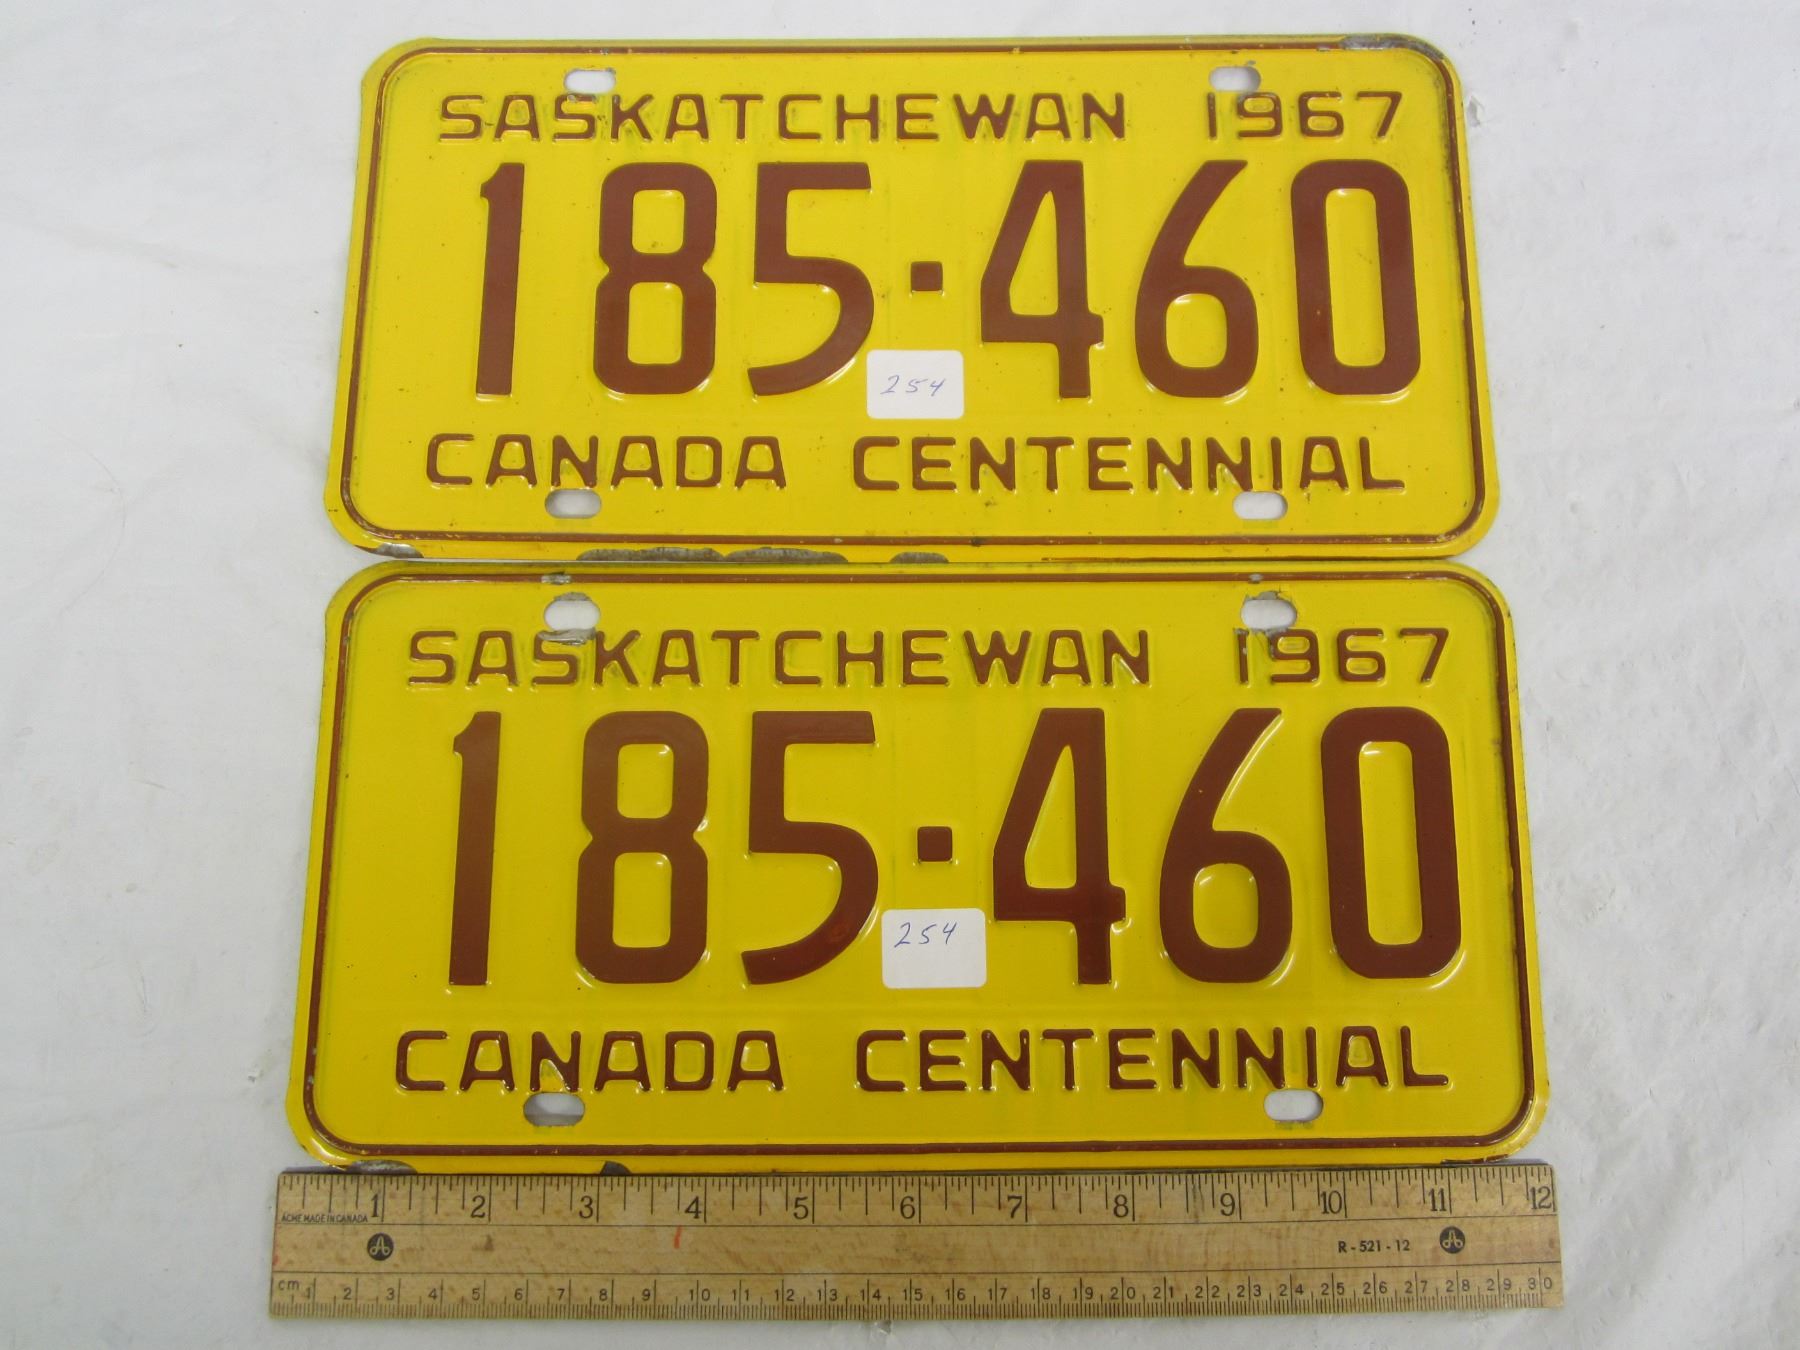 SASKATCHEWAN 1967
185·460
254
CANADA CENTENNIAL
SASKATCHEWAN 1967
185·460
254
CANADA CENTENNIAL
1 2 3 4 5 6 7 8 9 10 11 12
ACME MADE IN CANADA
R-521-12
cm 1 2 3 4 5 6 7 8 9 10 11 12 13 14 15 16 17 18 19 20 21 22 23 24 25 26 27 28 29 30